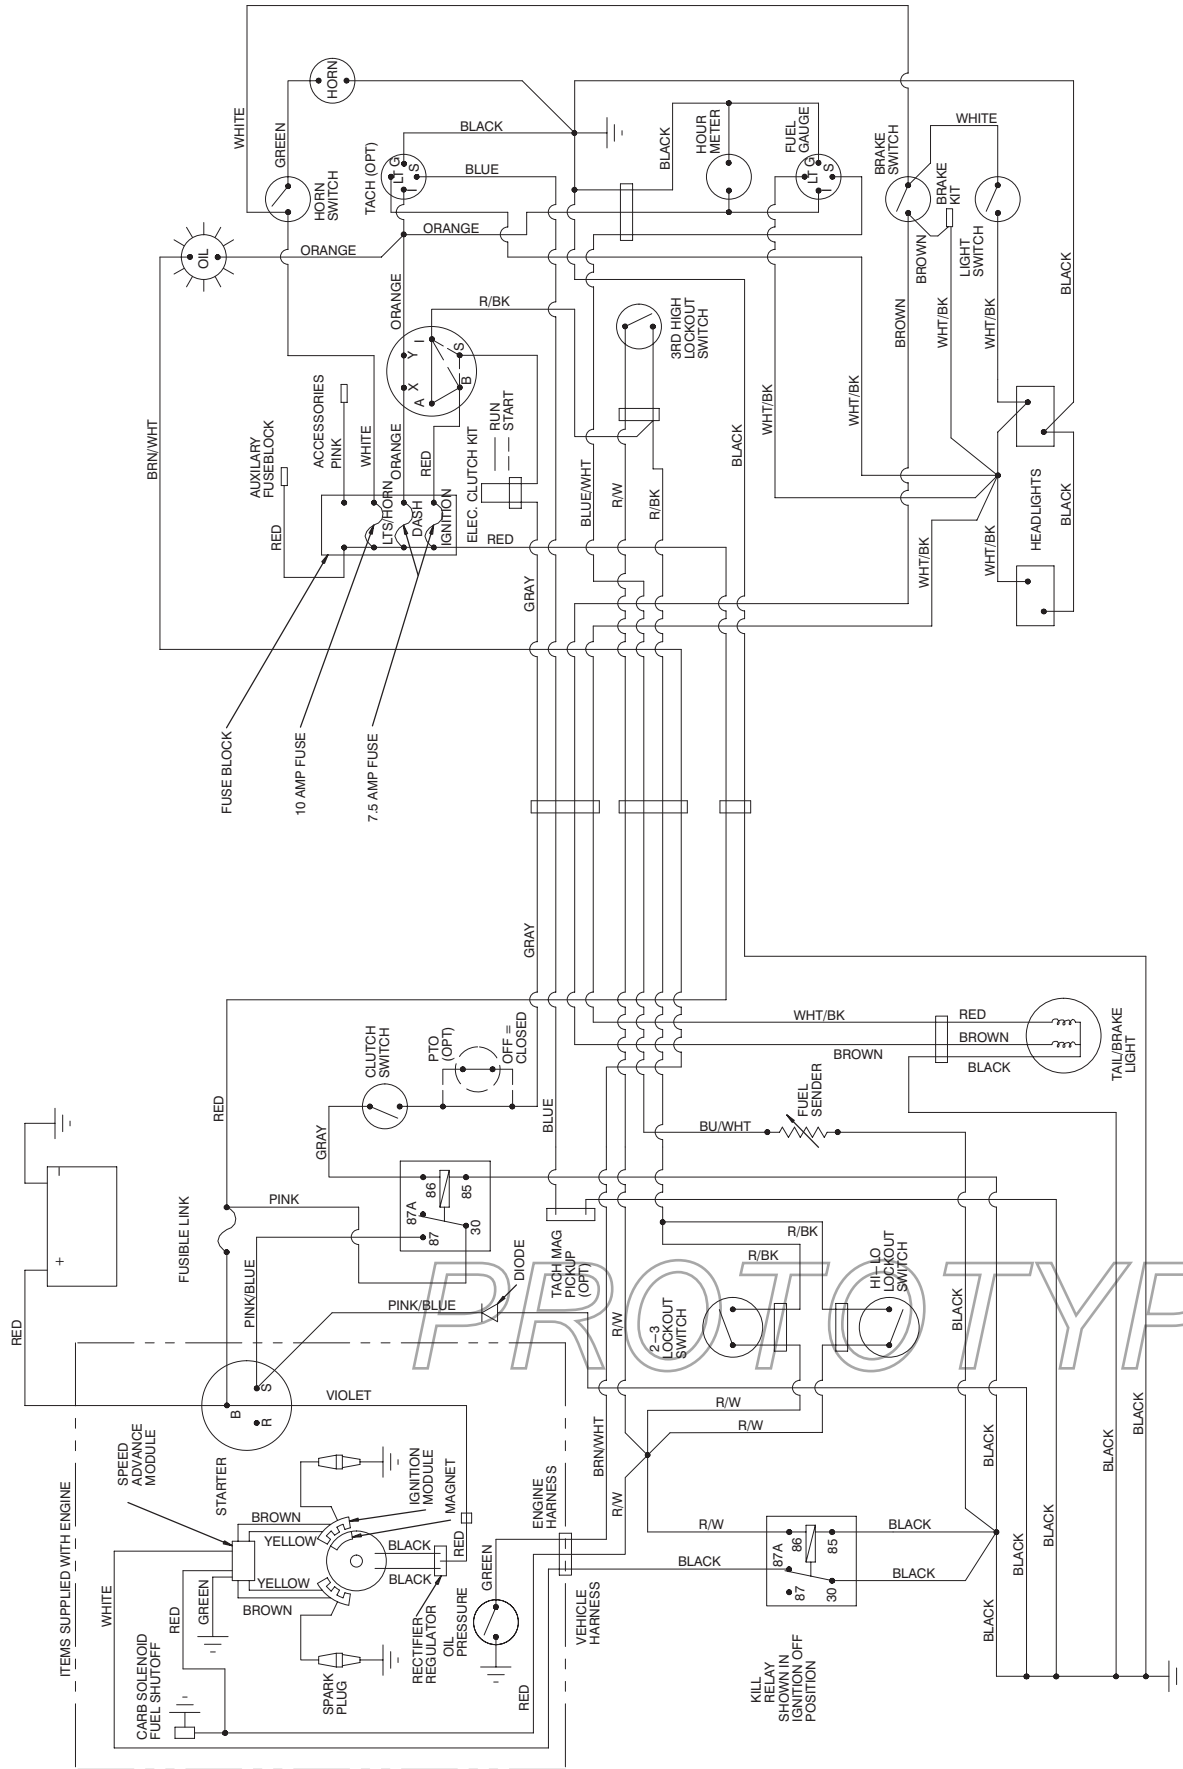 WHITE
GREEN
HORN
HORN
SWITCH
OIL
ORANGE
BRN/WHT
TACH (OPT)
G
LT
S
I
BLACK
BLUE
ORANGE
ORANGE
BLACK
HOUR
METER
FUEL
GAUGE
G
LT
S
I
BRAKE
SWITCH
WHITE
BRAKE
KIT
LIGHT
SWITCH
BROWN
BROWN
WHT/BK
WHT/BK
BLACK
R/BK
Y
I
X
S
A
B
3RD HIGH
LOCKOUT
SWITCH
ACCESSORIES
PINK
AUXILARY
FUSEBLOCK
WHITE
ORANGE
RED
ELEC. CLUTCH KIT
RUN
START
LTS/HORN
DASH
IGNITION
RED
RED
GRAY
BLUE/WHT
R/W
R/BK
BLACK
WHT/BK
WHT/BK
WHT/BK
WHT/BK
HEADLIGHTS
BLACK
FUSE BLOCK
10 AMP FUSE
7.5 AMP FUSE
GRAY
RED
CLUTCH
SWITCH
PTO
(OPT)
OFF =
CLOSED
GRAY
BLUE
WHT/BK
BROWN
RED
BROWN
BLACK
TAIL/BRAKE
LIGHT
FUEL
SENDER
BU/WHT
RED
+
–
FUSIBLE LINK
PINK
PINK/BLUE
87A
86
85
87
30
PINK/BLUE
DIODE
TACH MAG
PICKUP
(OPT)
R/BK
R/BK
2–3
LOCKOUT
SWITCH
HI–LO
LOCKOUT
SWITCH
R/W
R/W
R/W
BLACK
PROTOTYP
ITEMS SUPPLIED WITH ENGINE
SPEED
ADVANCE
MODULE
STARTER
B
S
R
VIOLET
BROWN
YELLOW
YELLOW
BROWN
IGNITION
MODULE
MAGNET
BLACK
BLACK
RED
WHITE
RED
GREEN
CARB SOLENOID
FUEL SHUTOFF
SPARK
PLUG
RECTIFIER
REGULATOR
OIL
PRESSURE
GREEN
RED
ENGINE
HARNESS
VEHICLE
HARNESS
BRN/WHT
R/W
R/W
BLACK
87A
86
85
87
30
BLACK
BLACK
KILL
RELAY
SHOWN IN
IGNITION OFF
POSITION
BLACK
BLACK
BLACK
BLACK
BLACK
BLACK